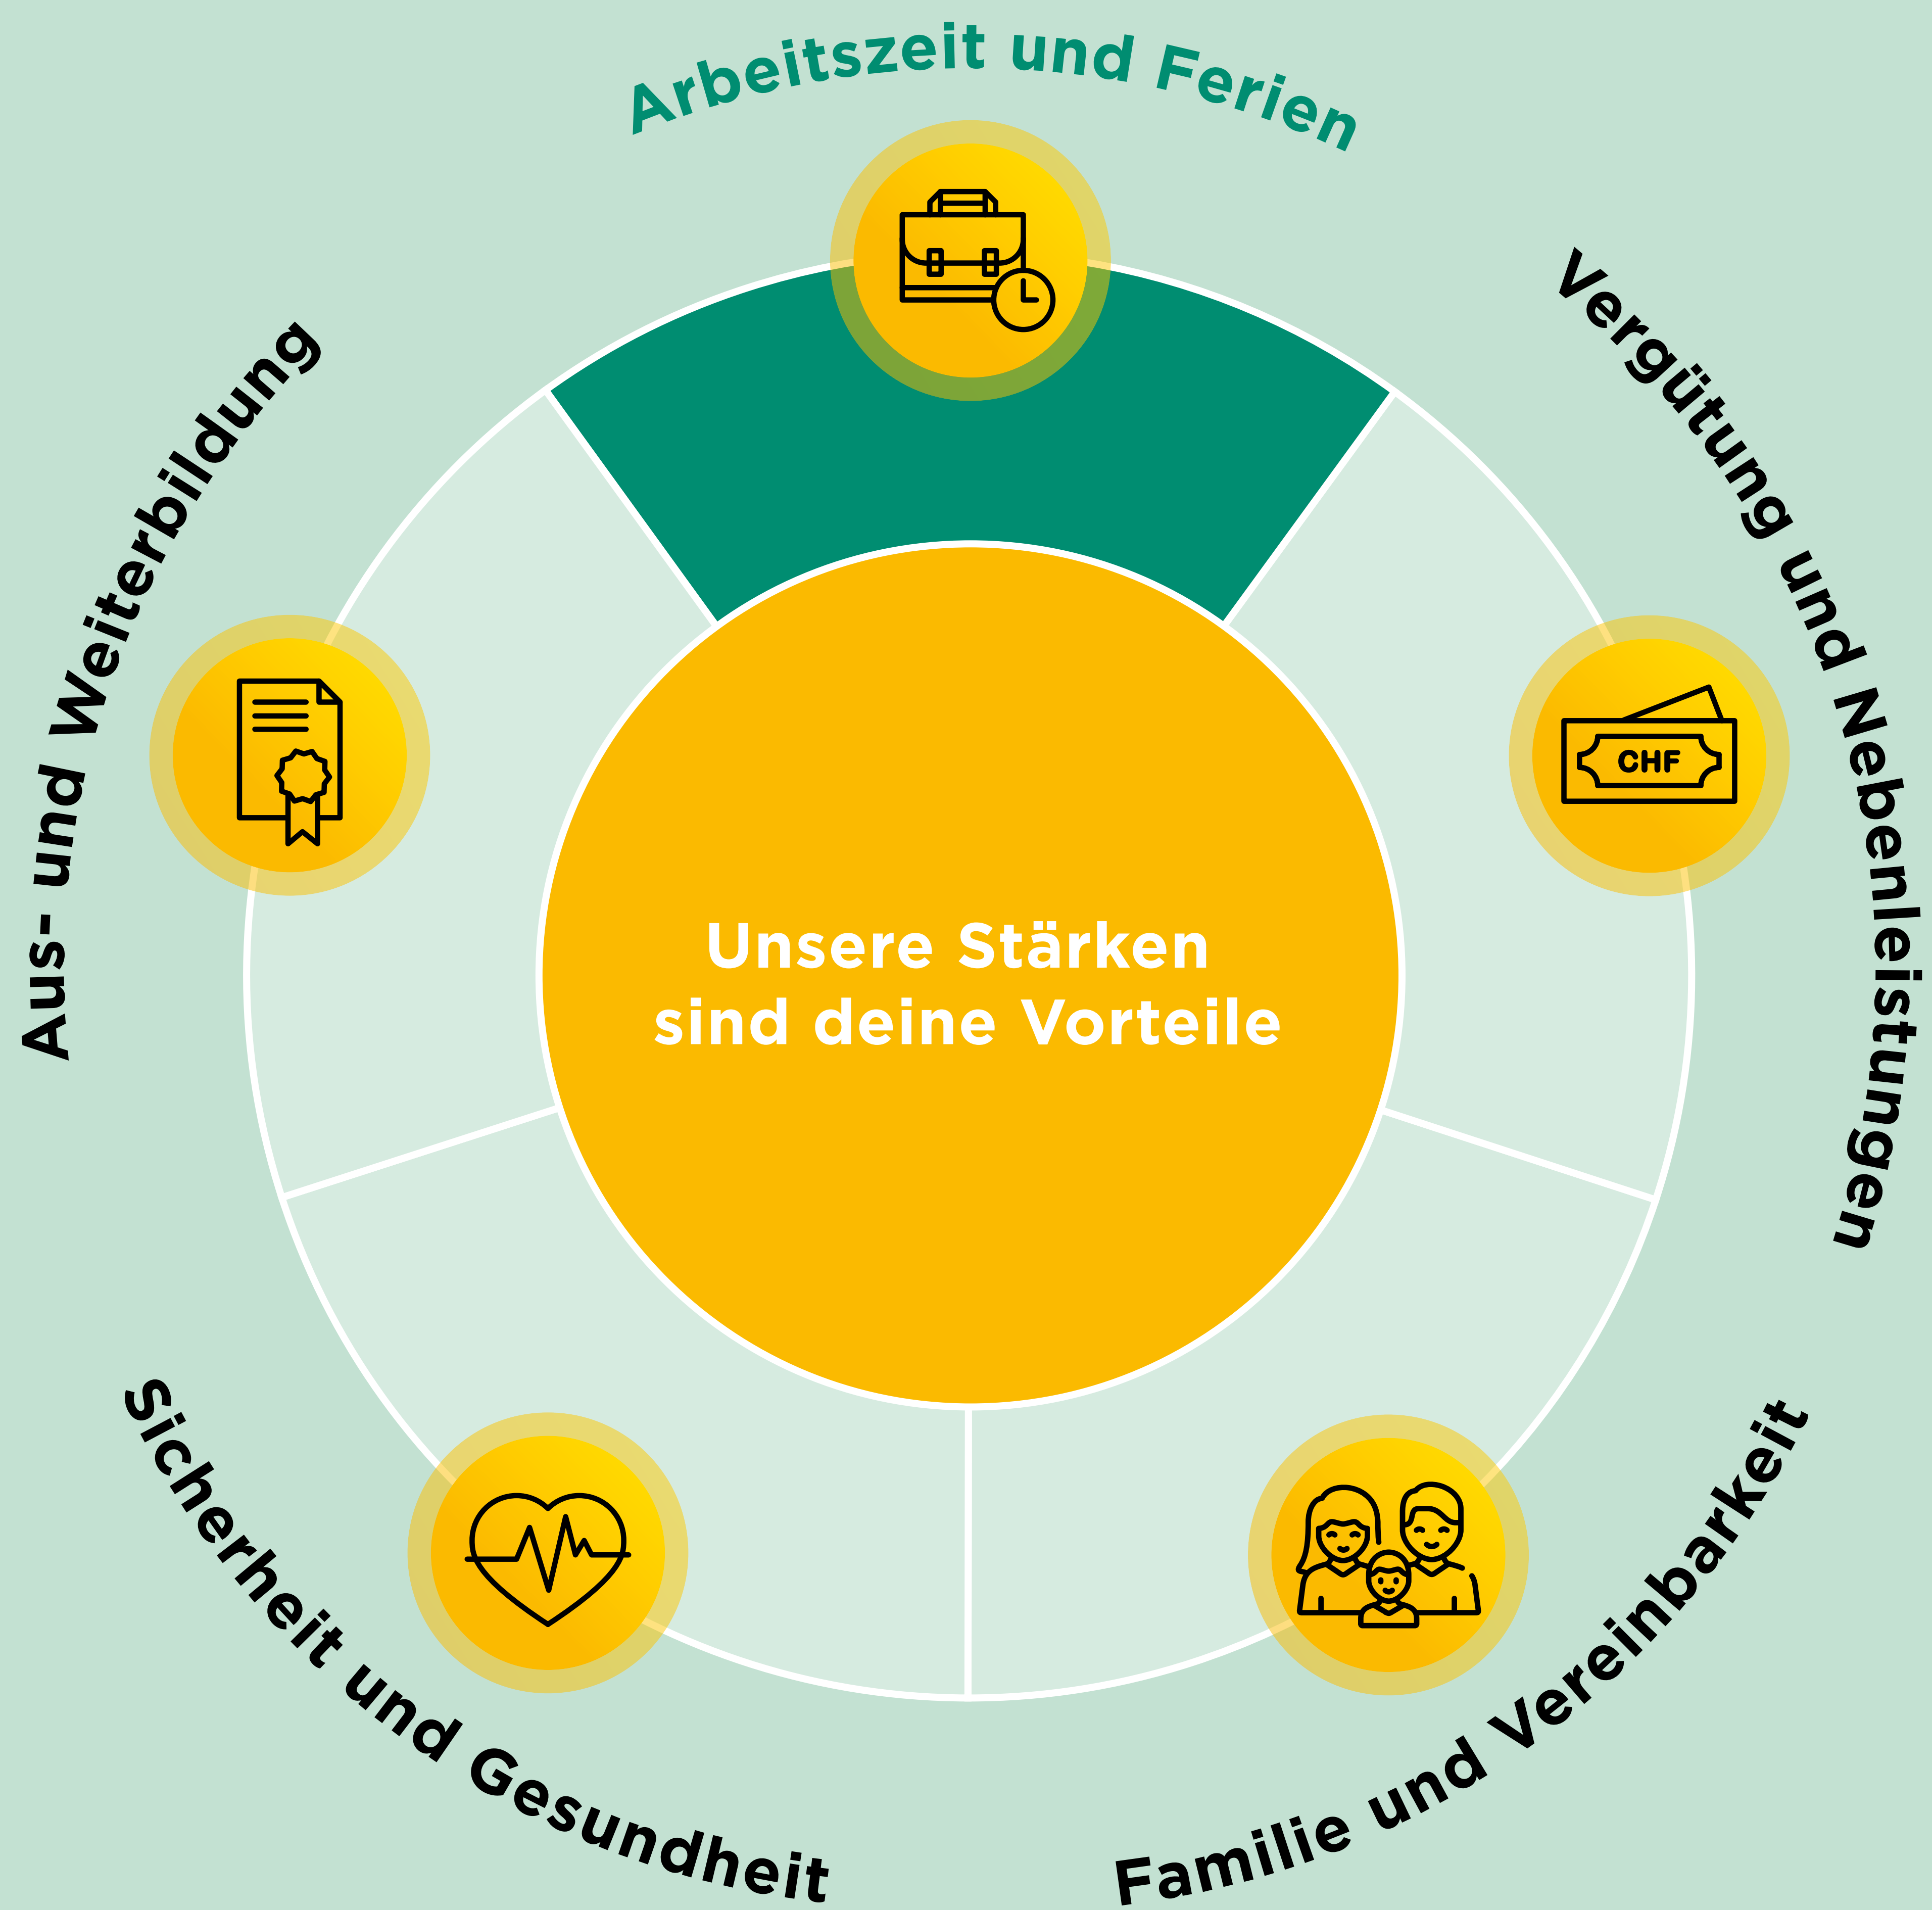 Arbeitszeit und Ferien
Vergütung und Nebenleistungen
CHF
Familie und Vereinbarkeit
Sicherheit und Gesundheit
Aus- und Weiterbildung
Unsere Stärken
sind deine Vorteile